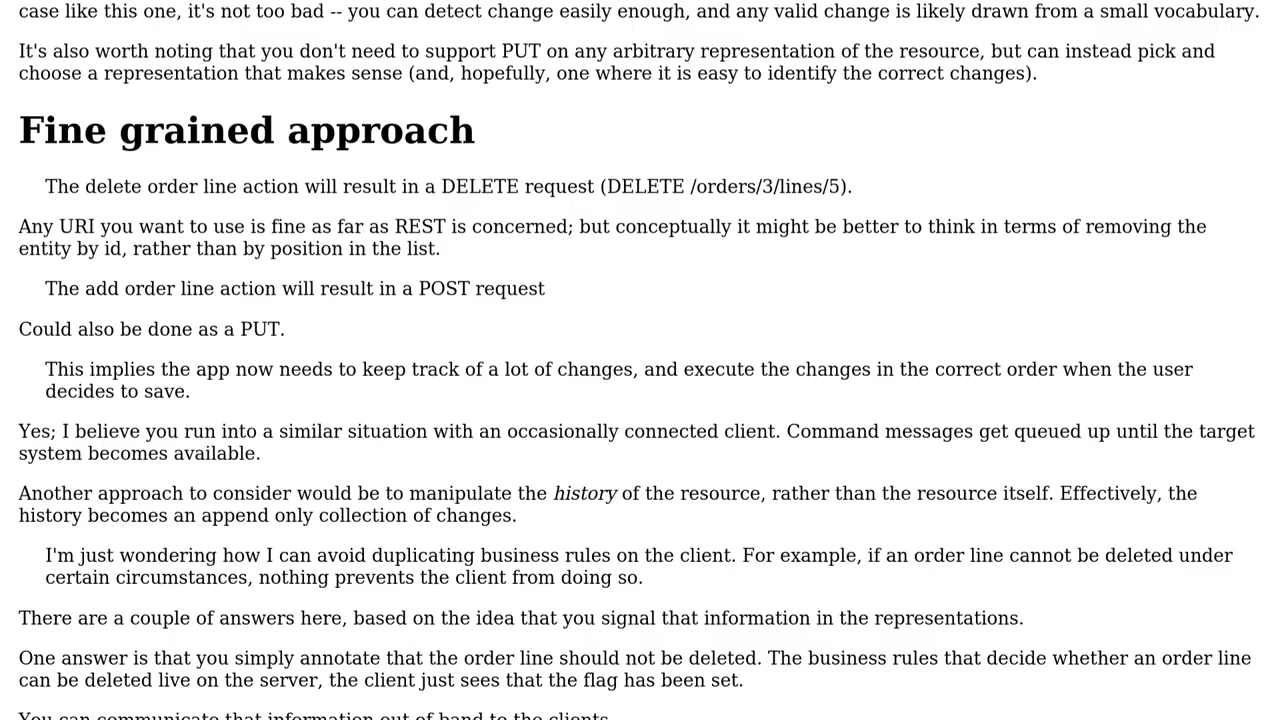 case like this one, it's not too bad -- you can detect change easily enough, and any valid change is likely drawn from a small vocabulary.
It's also worth noting that you don't need to support PUT on any arbitrary representation of the resource, but can instead pick and
choose a representation that makes sense (and, hopefully, one where it is easy to identify the correct changes).
Fine grained approach
The delete order line action will result in a DELETE request (DELETE /orders/3/lines/5).
Any URI you want to use is fine as far as REST is concerned; but conceptually it might be better to think in terms of removing the
entity by id, rather than by position in the list.
The add order line action will result in a POST request
Could also be done as a PUT.
This implies the app now needs to keep track of a lot of changes, and execute the changes in the correct order when the user
decides to save.
Yes; I believe you run into a similar situation with an occasionally connected client. Command messages get queued up until the target
system becomes available.
Another approach to consider would be to manipulate the history of the resource, rather than the resource itself. Effectively, the
history becomes an append only collection of changes.
I'm just wondering how I can avoid duplicating business rules on the client. For example, if an order line cannot be deleted under
certain circumstances, nothing prevents the client from doing so.
There are a couple of answers here, based on the idea that you signal that information in the representations.
One answer is that you simply annotate that the order line should not be deleted. The business rules that decide whether an order line
can be deleted live on the server, the client just sees that the flag has been set.
You can communicate that information out of band to the clients